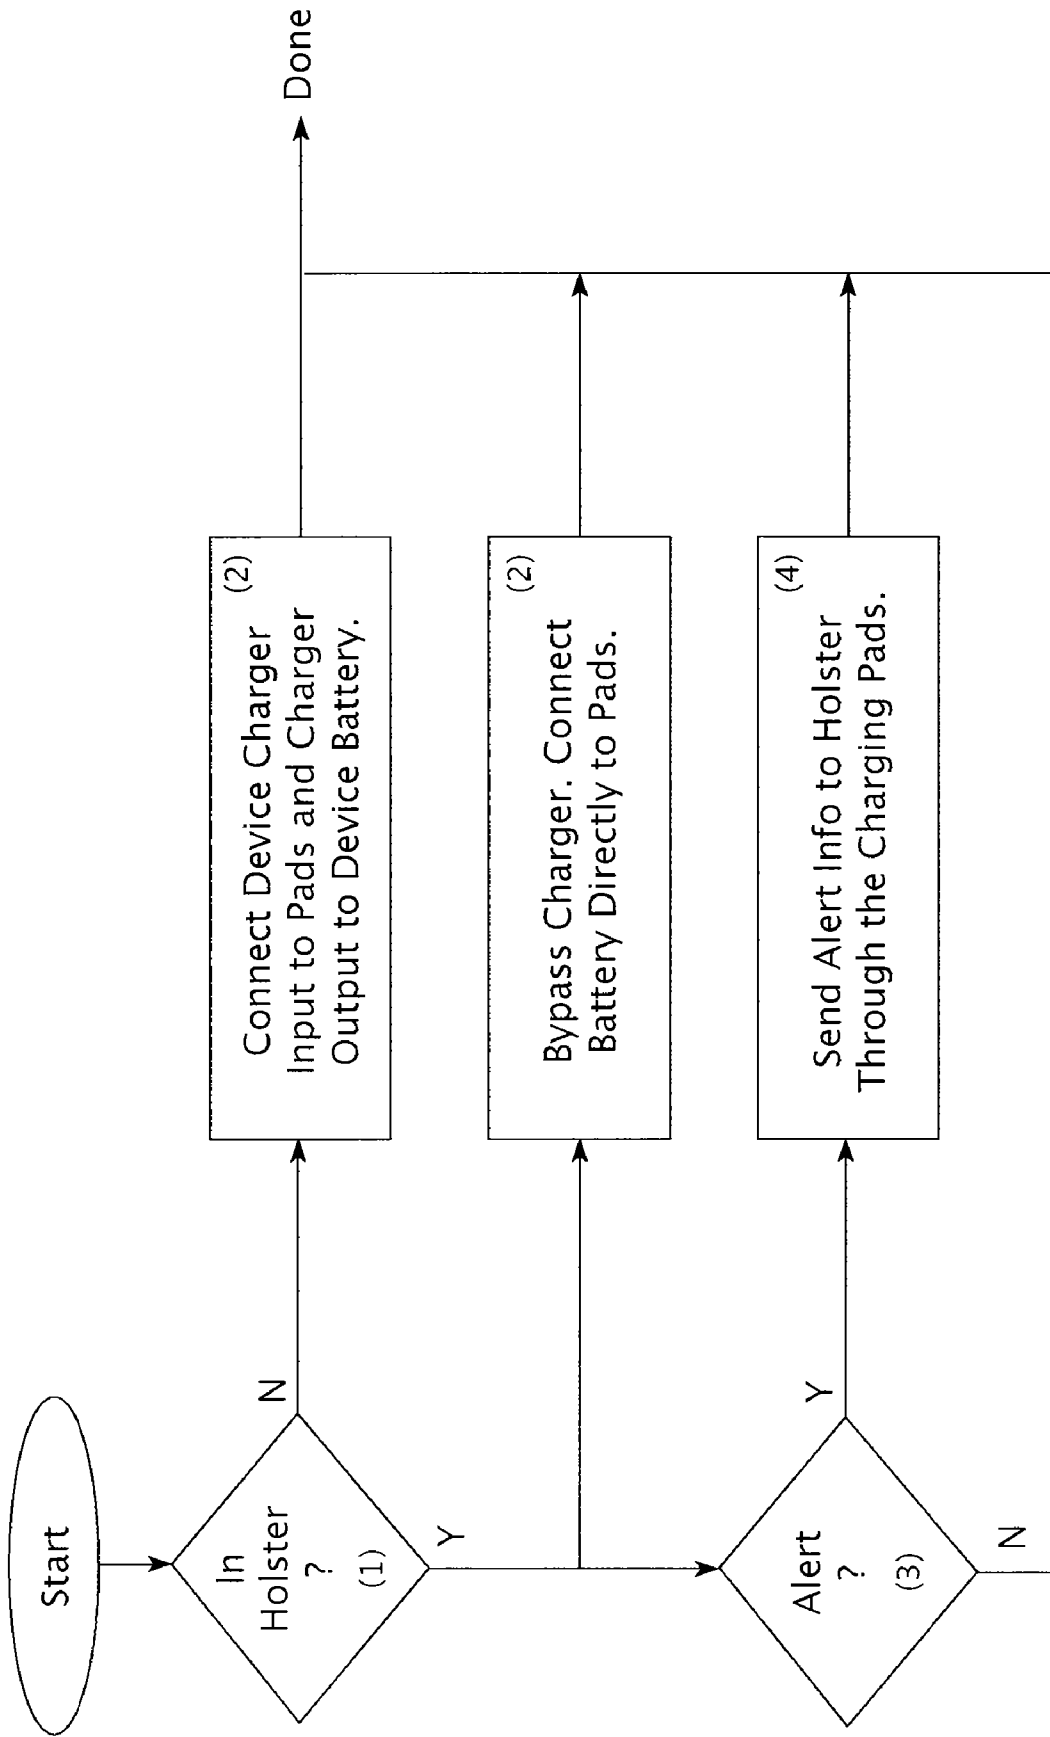 Start
In
Holster
?
(1)
N
Y
Connect Device Charger
Input to Pads and Charger
Output to Device Battery.
(2)
Done
Bypass Charger. Connect
Battery Directly to Pads.
(2)
Alert
?
(3)
Y
N
Send Alert Info to Holster
Through the Charging Pads.
(4)